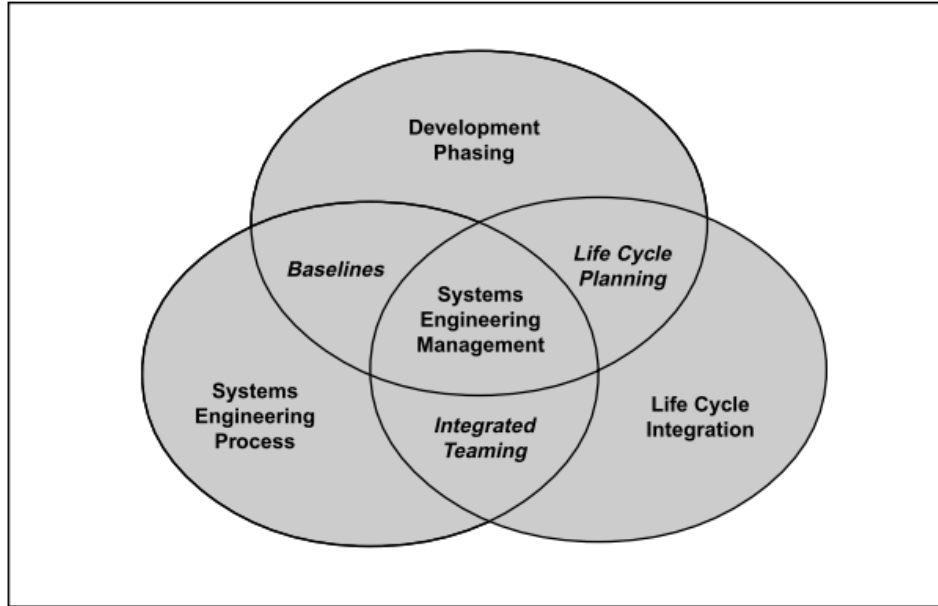 Development
Phasing
Baselines
Life Cycle
Planning
Systems
Engineering
Management
Systems
Engineering
Process
Integrated
Teaming
Life Cycle
Integration